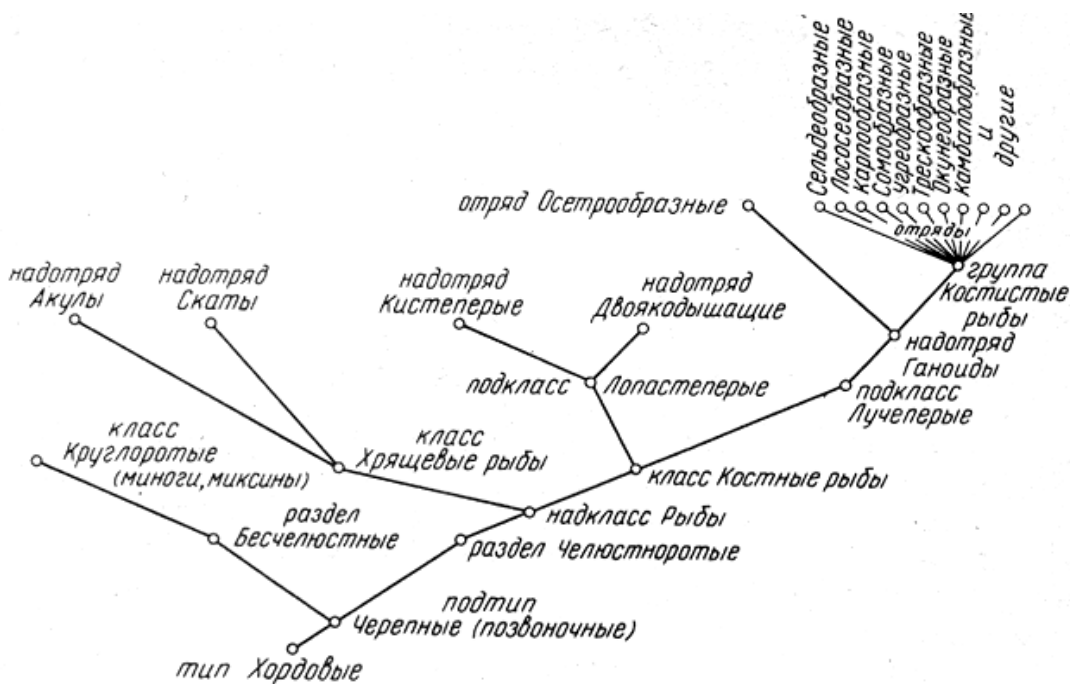 Сельдеобразные
Лососеобразные
Карпообразные
Сомообразные
Угреобразные
Трескообразные
Окунеобразные
Камбалообразные
и
другие
отряд Осетрообразные
отряды
надотряд
Акулы
надотряд
Скаты
надотряд
Кистеперые
надотряд
Двоякодышащие
группа
Костистые
рыбы
надотряд
Ганоиды
подкласс Лопастеперые
подкласс
Лучеперые
класс
Круглоротые
(миноги, миксины)
класс
Хрящевые рыбы
класс Костные рыбы
раздел
Бесчелюстные
надкласс Рыбы
раздел Челюстноротые
подтип
Черепные (позвоночные)
тип Хордовые